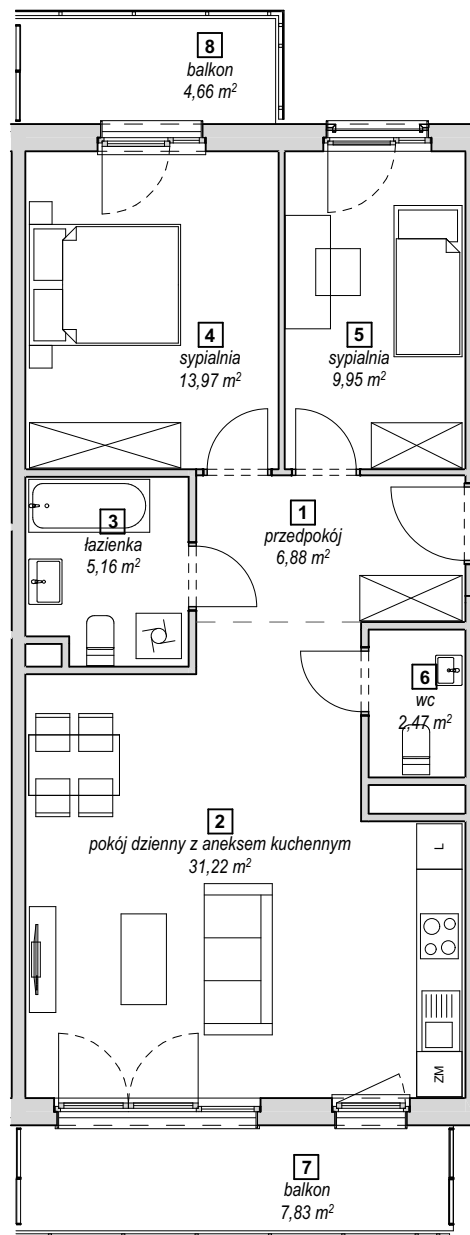 8
balkon
4,66 m²
4
sypialnia
13,97 m²
5
sypialnia
9,95 m²
3
łazienka
5,16 m²
1
przedpokój
6,88 m²
6
wc
2,47 m²
2
pokój dzienny z aneksem kuchennym
31,22 m²
L
ZM
7
balkon
7,83 m²